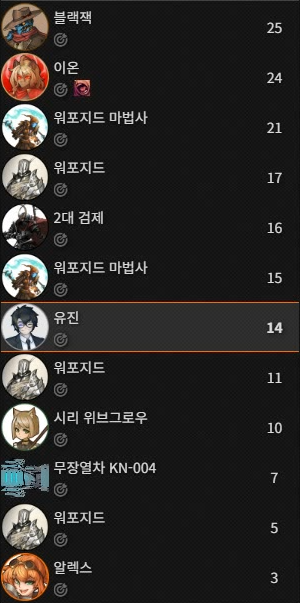 블랙잭
25
이온
24
워포지드 마법사
21
워포지드
17
2대 검제
16
워포지드 마법사
15
유진
14
워포지드
11
시리 위브그로우
10
무장열차 KN-004
7
워포지드
5
알렉스
3